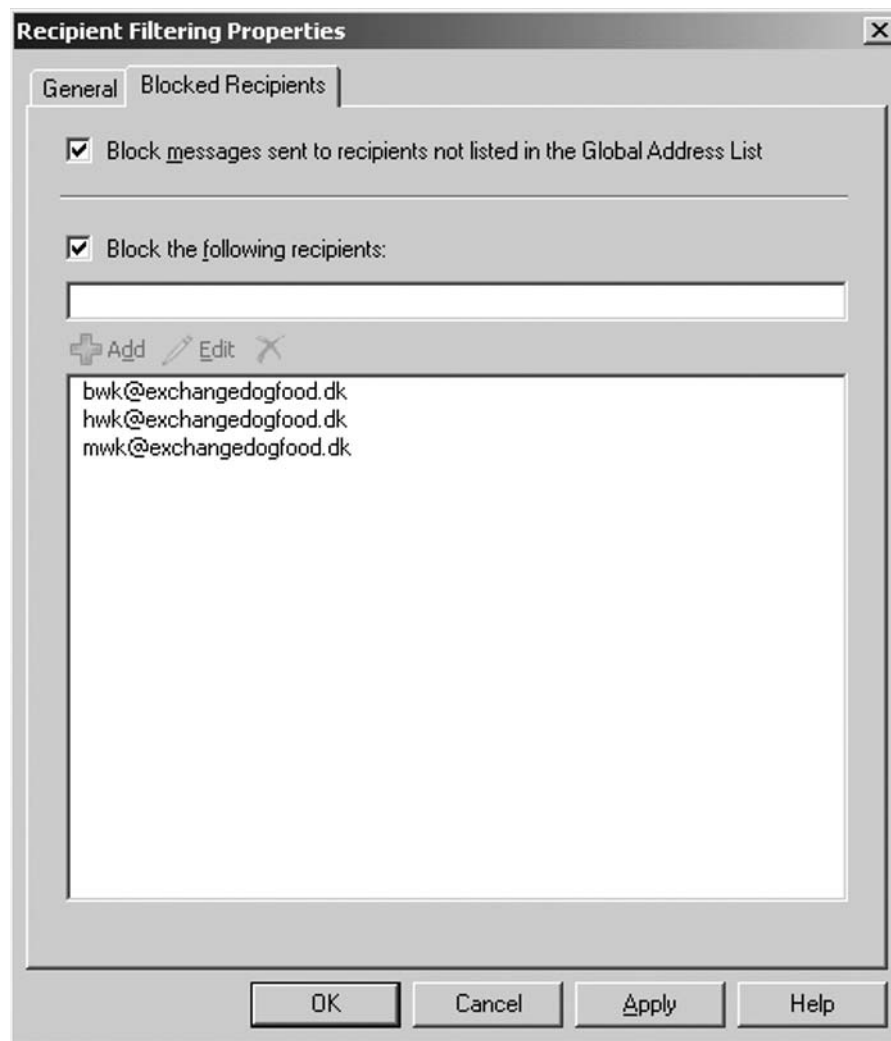 Recipient Filtering Properties
General
Blocked Recipients
Block messages sent to recipients not listed in the Global Address List
Block the following recipients:
Add
Edit
bwk@exchangedogfood.dk
hwk@exchangedogfood.dk
mwk@exchangedogfood.dk
OK
Cancel
Apply
Help